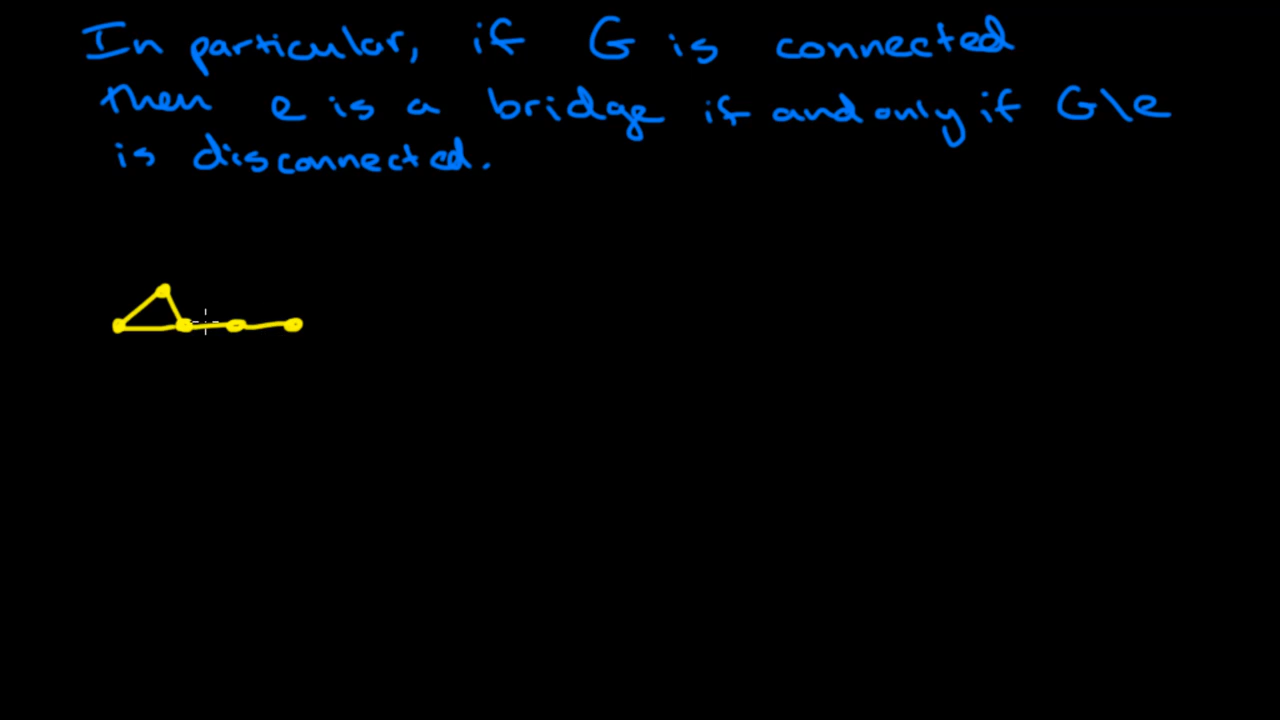 In particular, if G is connected
then e is a bridge if and only if G\e
is disconnected.